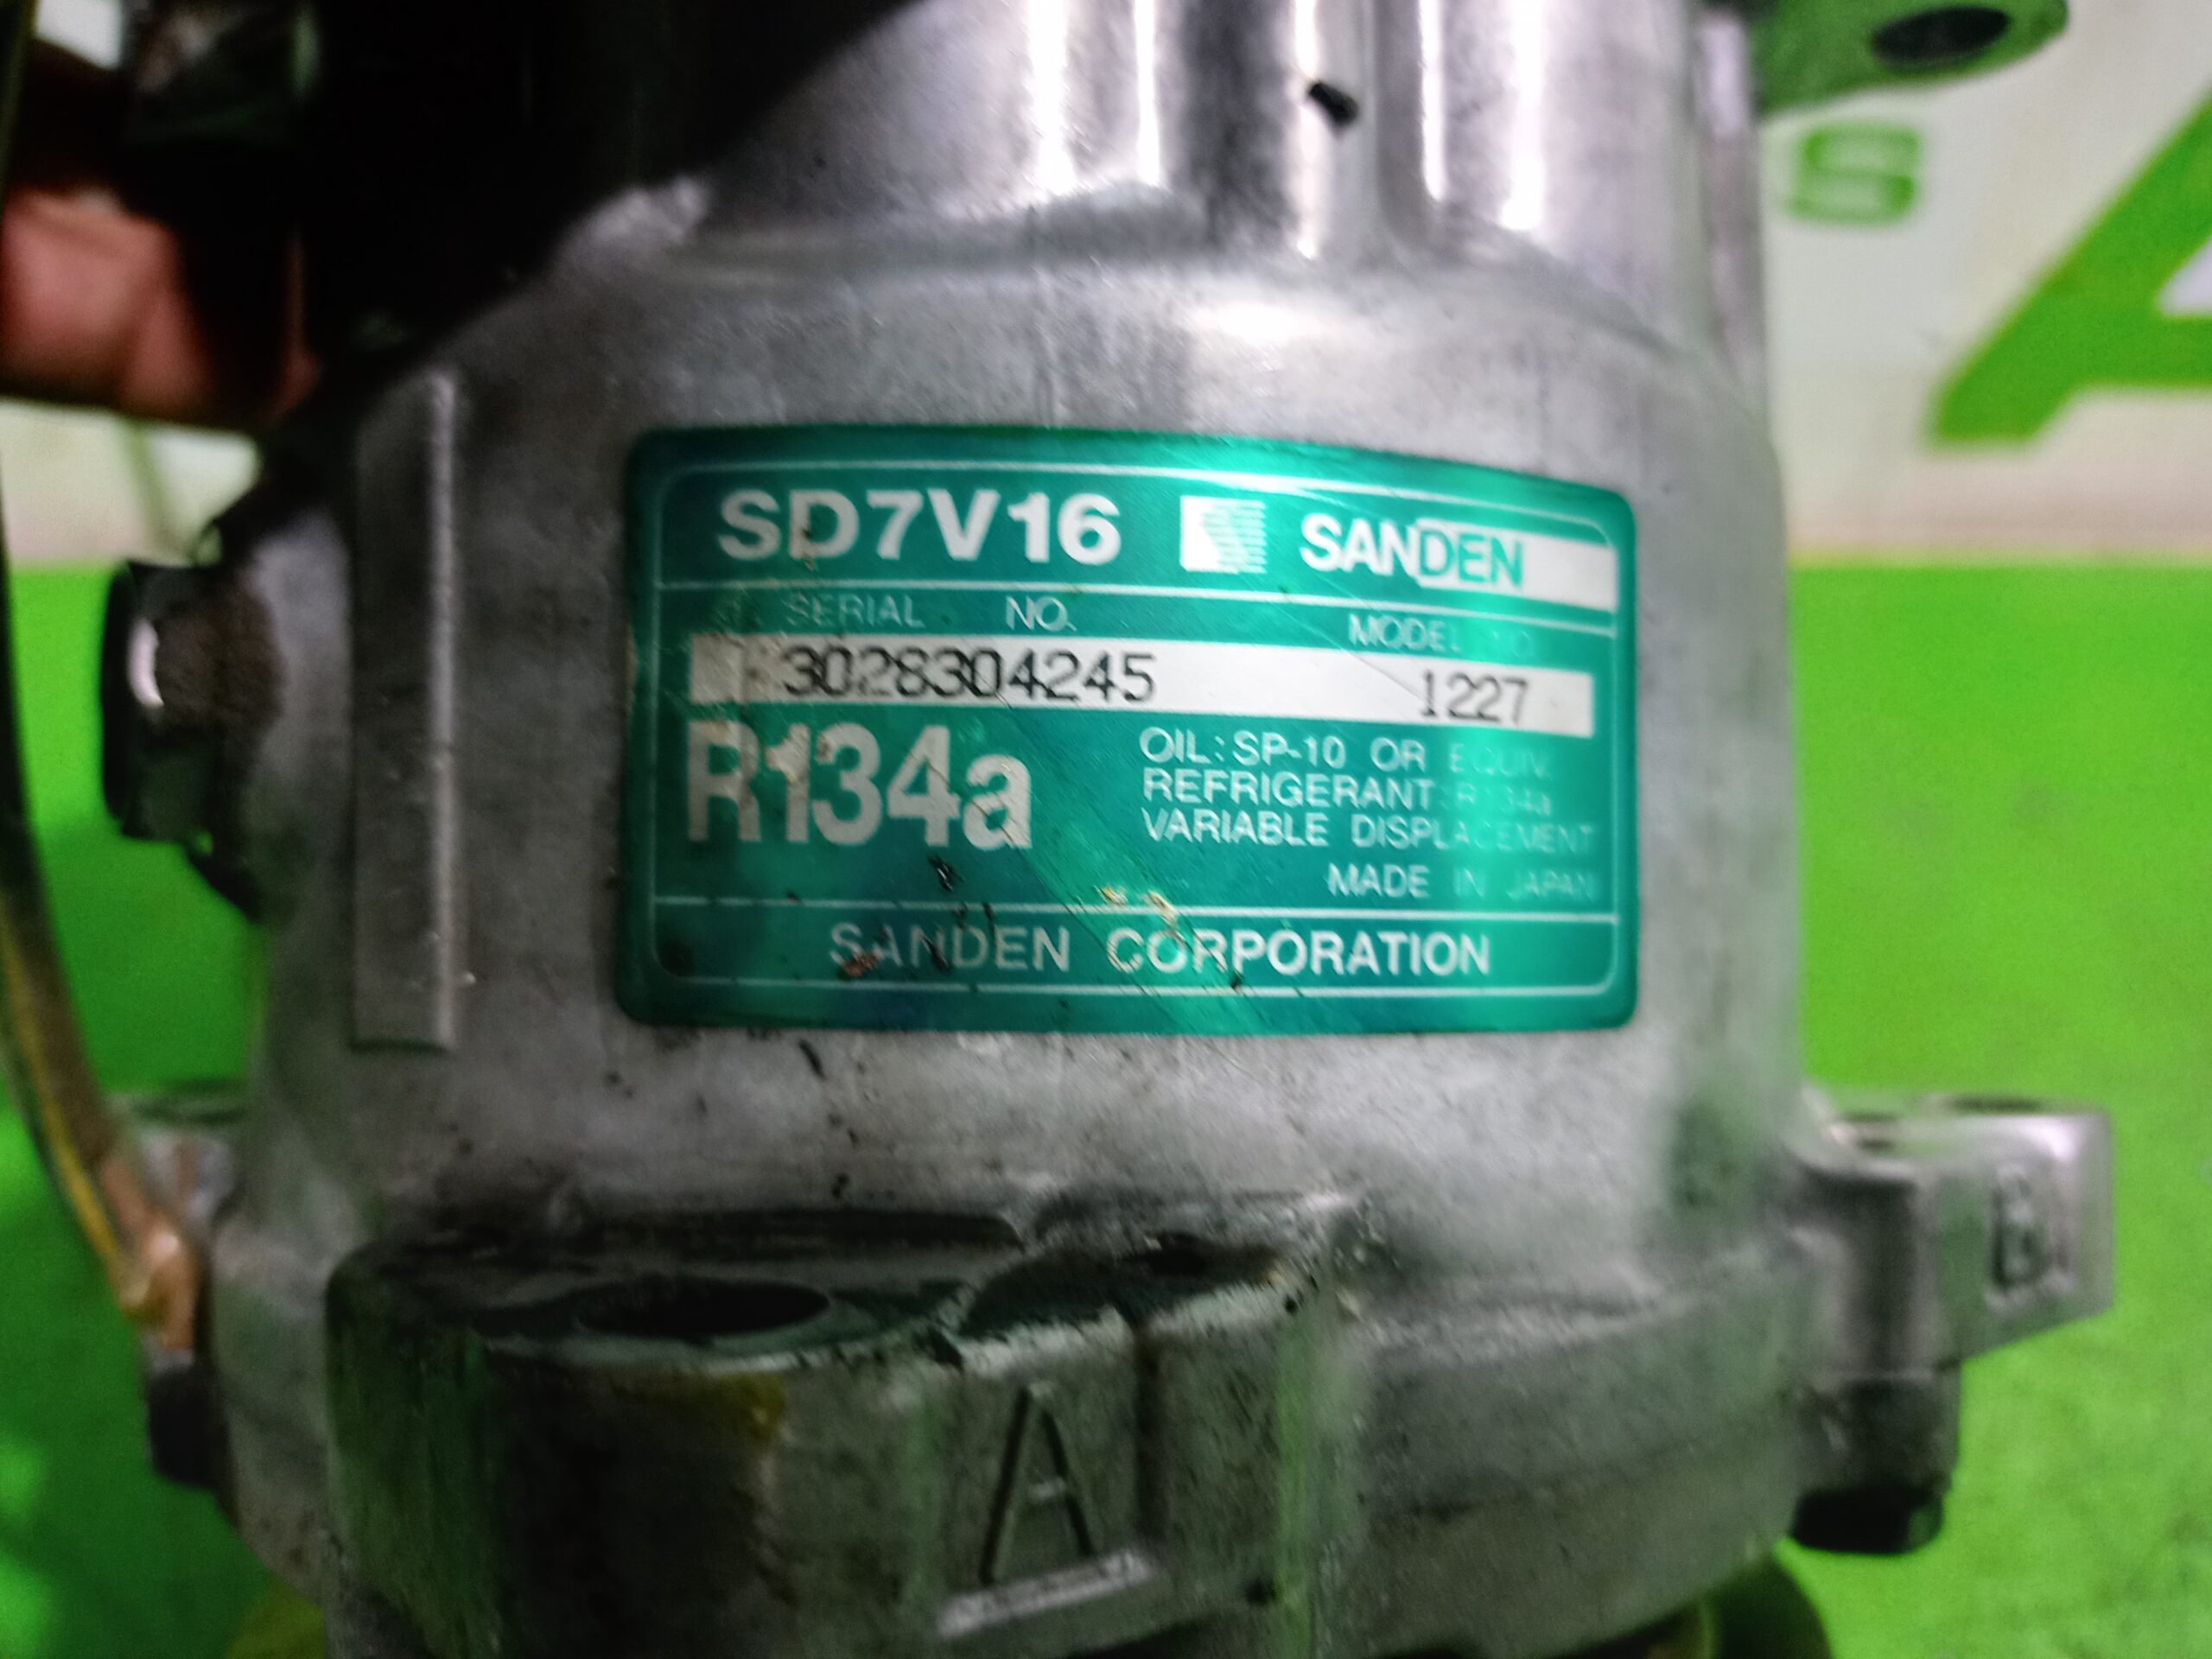 S A
SD7V16 SANDEN
SERIAL NO. MODEL NO.
3028304245 1227
R134a
OIL:SP-10 OR EQUIV.
REFRIGERANT:R134a
VARIABLE DISPLACEMENT
MADE IN JAPAN
SANDEN CORPORATION
B
A